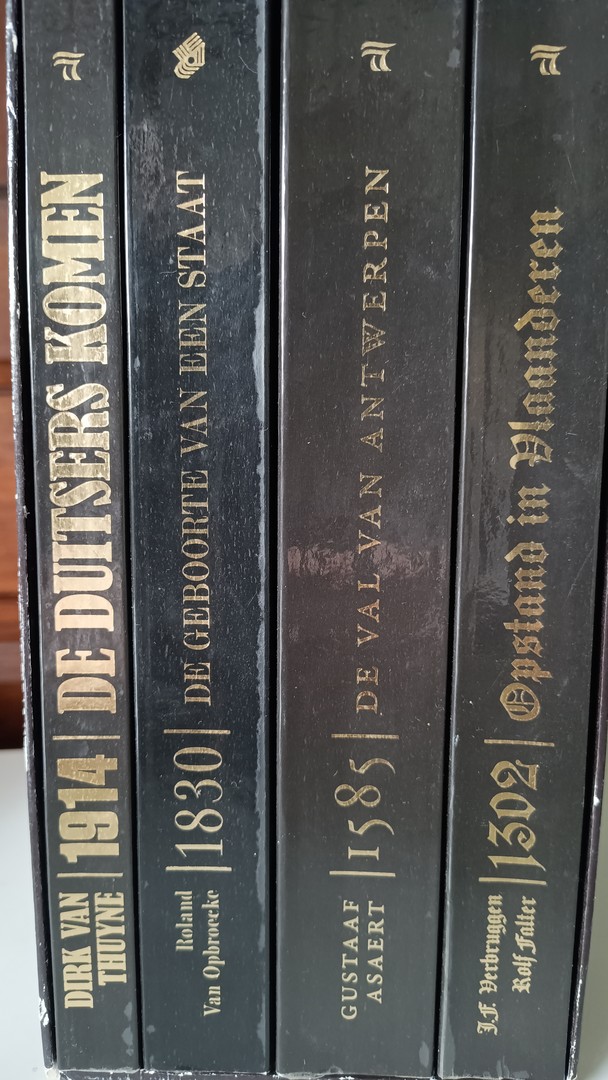 DIRK VAN
THUYNE
1914
DE DUITSERS KOMEN
Roland
Van Opbroecke
1830
DE GEBOORTE VAN EEN STAAT
GUSTAAF
ASAERT
1585
DE VAL VAN ANTWERPEN
J.F. Verbruggen
Rolf Falter
1302
Opstand in Vlaanderen